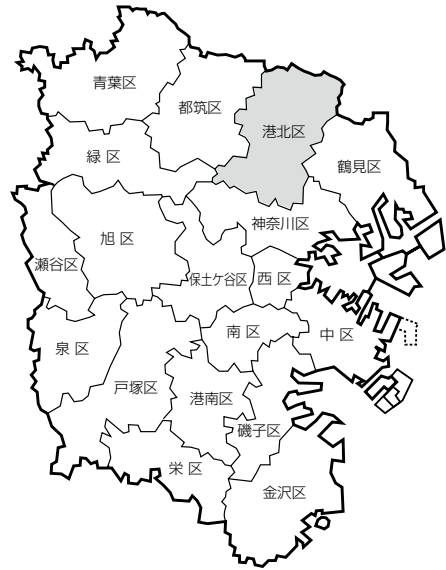 青葉区
都筑区
港北区
緑 区
鶴見区
神奈川区
旭 区
瀬谷区
保土ケ谷区
西 区
泉 区
南 区
中 区
戸塚区
港南区
磯子区
栄 区
金沢区